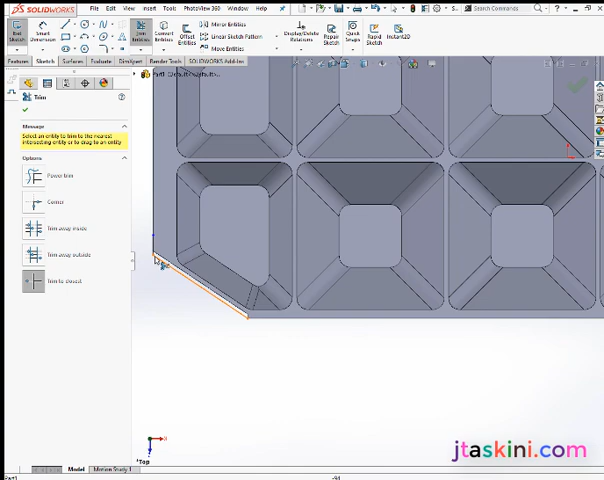 SOLIDWORKS
File Edit View Insert Tools PhotoView 360 Window Help
Search Commands
Exit Sketch
Smart Dimension
Trim Entities
Convert Entities
Offset Entities
Mirror Entities
Linear Sketch Pattern
Move Entities
Display/Delete Relations
Repair Sketch
Quick Snaps
Rapid Sketch
Instant2D
Features Sketch Surfaces Evaluate DimXpert Render Tools SOLIDWORKS Add-Ins
Trim
Message
Select an entity to trim to the nearest
intersecting entity or to drag to an entity
Options
Power trim
Corner
Trim away inside
Trim away outside
Trim to closest
*Top
jtaskini.com
Model Motion Study 1
Part1